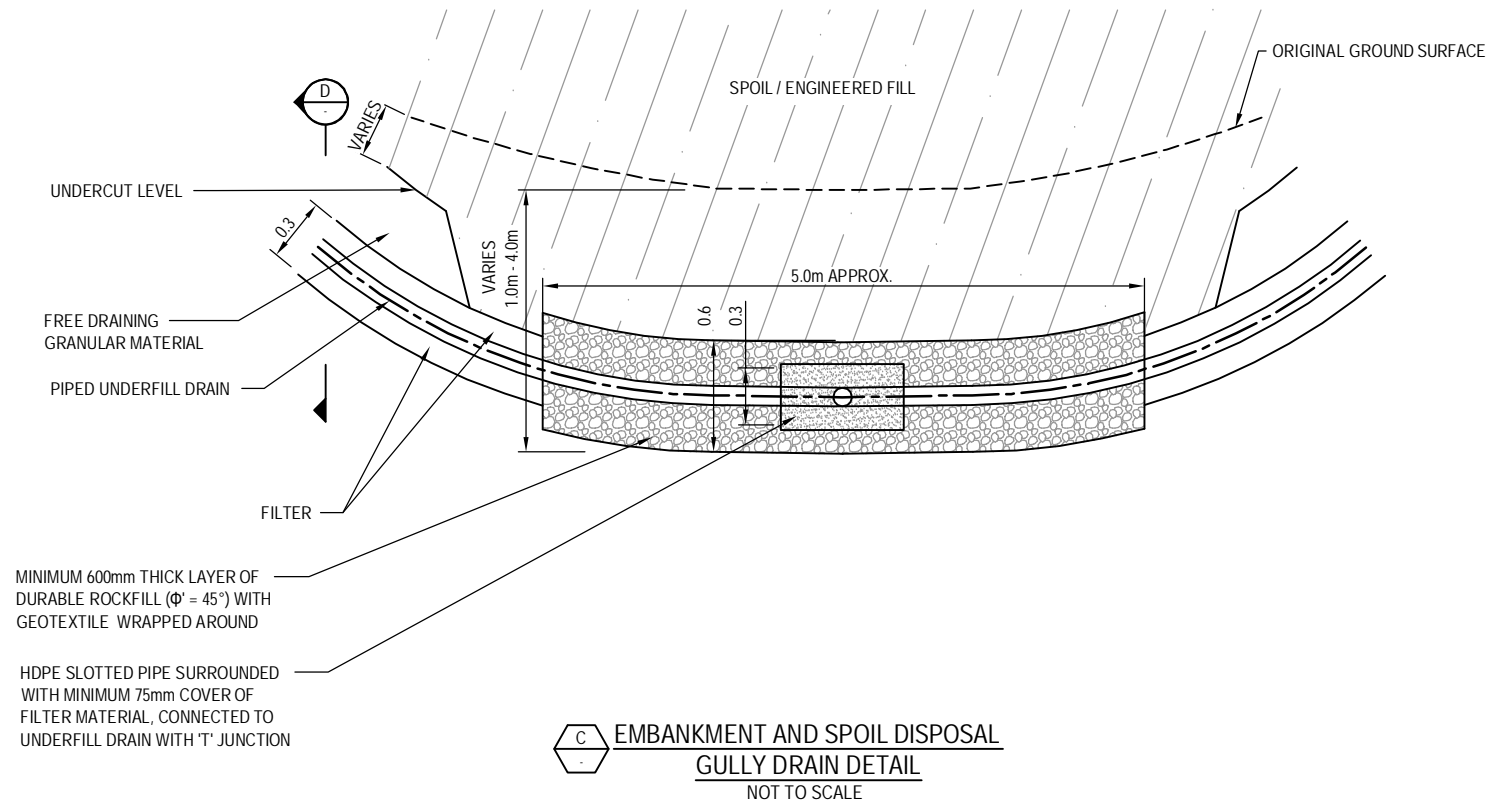 ORIGINAL GROUND SURFACE
SPOIL / ENGINEERED FILL
D
-
VARIES
UNDERCUT LEVEL
0.3
VARIES
1.0m - 4.0m
5.0m APPROX.
0.6
0.3
FREE DRAINING
GRANULAR MATERIAL
PIPED UNDERFILL DRAIN
FILTER
MINIMUM 600mm THICK LAYER OF
DURABLE ROCKFILL (Φ' = 45°) WITH
GEOTEXTILE WRAPPED AROUND
HDPE SLOTTED PIPE SURROUNDED
WITH MINIMUM 75mm COVER OF
FILTER MATERIAL, CONNECTED TO
UNDERFILL DRAIN WITH 'T' JUNCTION
C
-
EMBANKMENT AND SPOIL DISPOSAL
GULLY DRAIN DETAIL
NOT TO SCALE